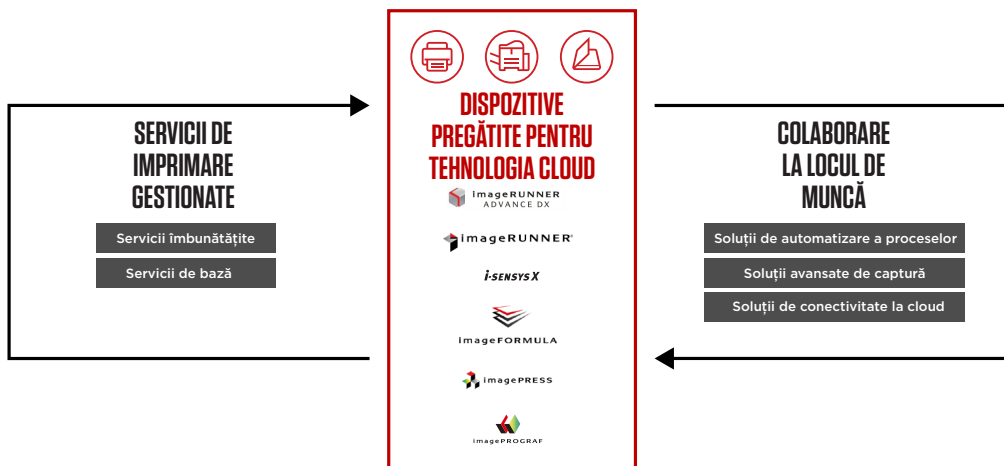 SERVICII DE
IMPRIMARE
GESTIONATE
Servicii îmbunătățite
Servicii de bază
DISPOZITIVE
PREGĂTITE PENTRU
TEHNOLOGIA CLOUD
imageRUNNER
ADVANCE DX
imageRUNNER
i-SENSYS X
imageFORMULA
imagePRESS
imagePROGRAF
COLABORARE
LA LOCUL DE
MUNCĂ
Soluții de automatizare a proceselor
Soluții avansate de captură
Soluții de conectivitate la cloud